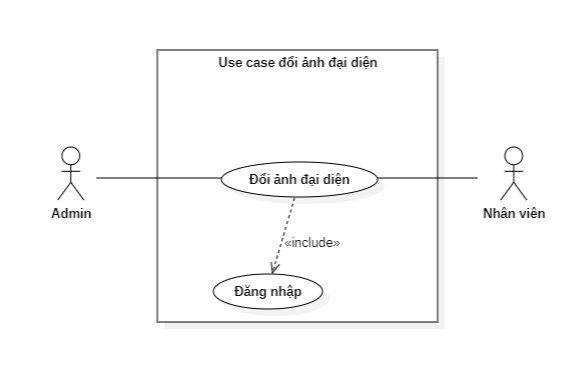 Use case đổi ảnh đại diện
Đổi ảnh đại diện
Admin
Nhân viên
«include»
Đăng nhập